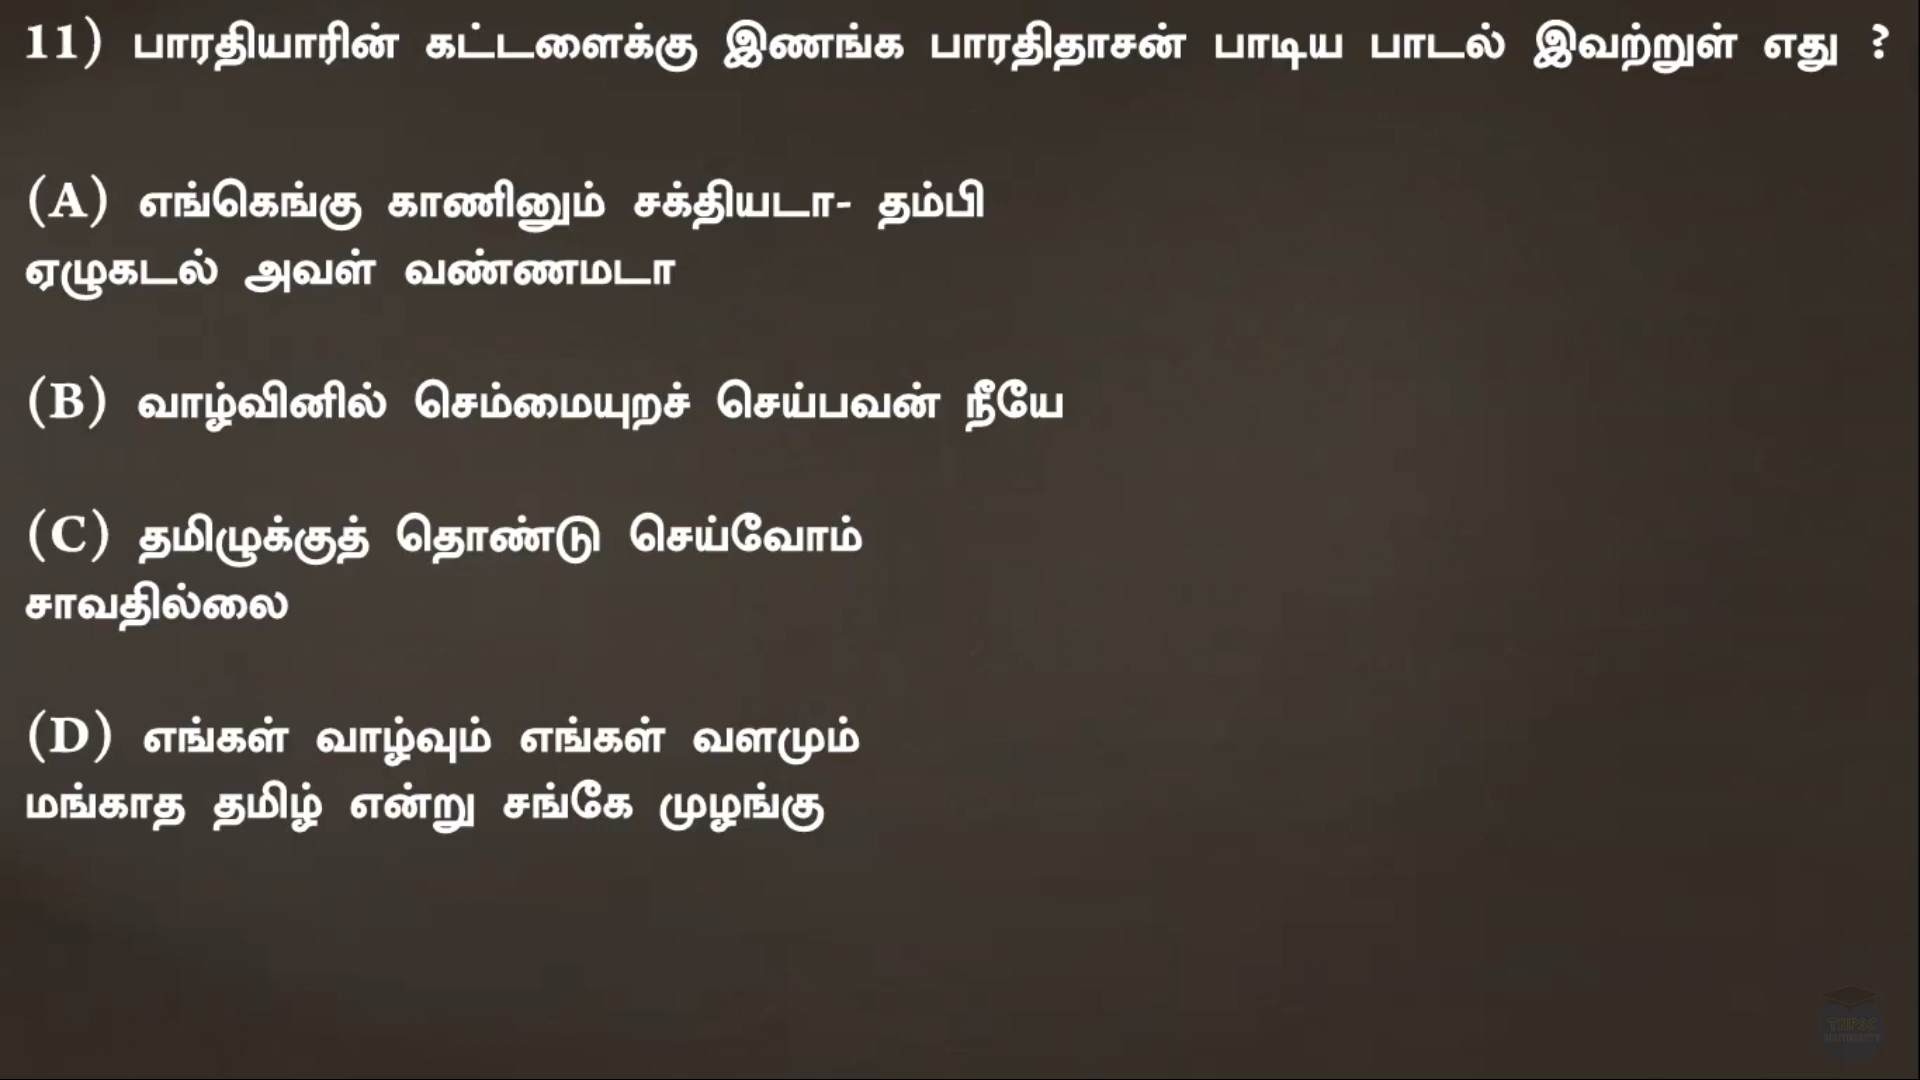 11) பாரதியாரின் கட்டளைக்கு இணங்க பாரதிதாசன் பாடிய பாடல் இவற்றுள் எது ?
(A) எங்கெங்கு காணினும் சக்தியடா- தம்பி
ஏழுகடல் அவள் வண்ணமடா
(B) வாழ்வினில் செம்மையுறச் செய்பவன் நீயே
(C) தமிழுக்குத் தொண்டு செய்வோம்
சாவதில்லை
(D) எங்கள் வாழ்வும் எங்கள் வளமும்
மங்காத தமிழ் என்று சங்கே முழங்கு
TNPSC